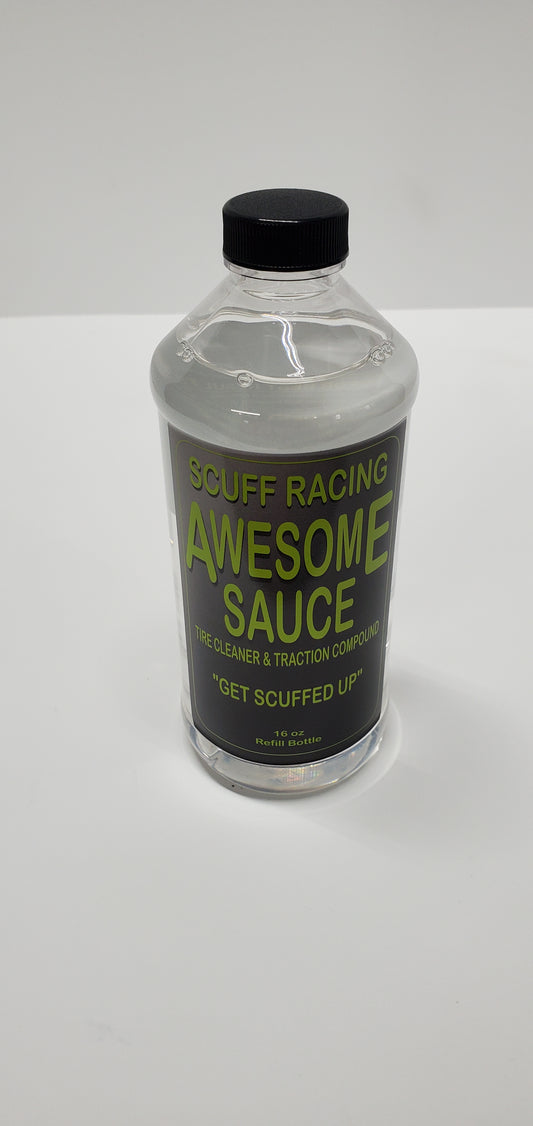 SCUFF RACING
AWESOME
SAUCE
TIRE CLEANER & TRACTION COMPOUND
"GET SCUFFED UP"
16 oz
Refill Bottle